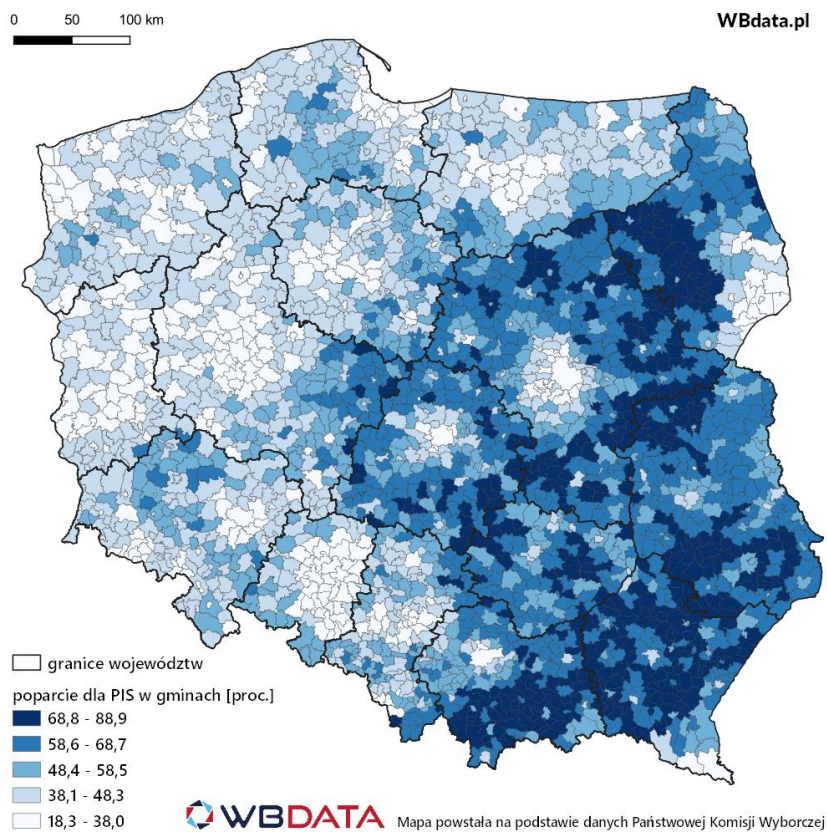 0 50 100 km
WBdata.pl
granice województw
poparcie dla PIS w gminach [proc.]
68,8 - 88,9
58,6 - 68,7
48,4 - 58,5
38,1 - 48,3
18,3 - 38,0
WBDATA
Mapa powstała na podstawie danych Państwowej Komisji Wyborczej